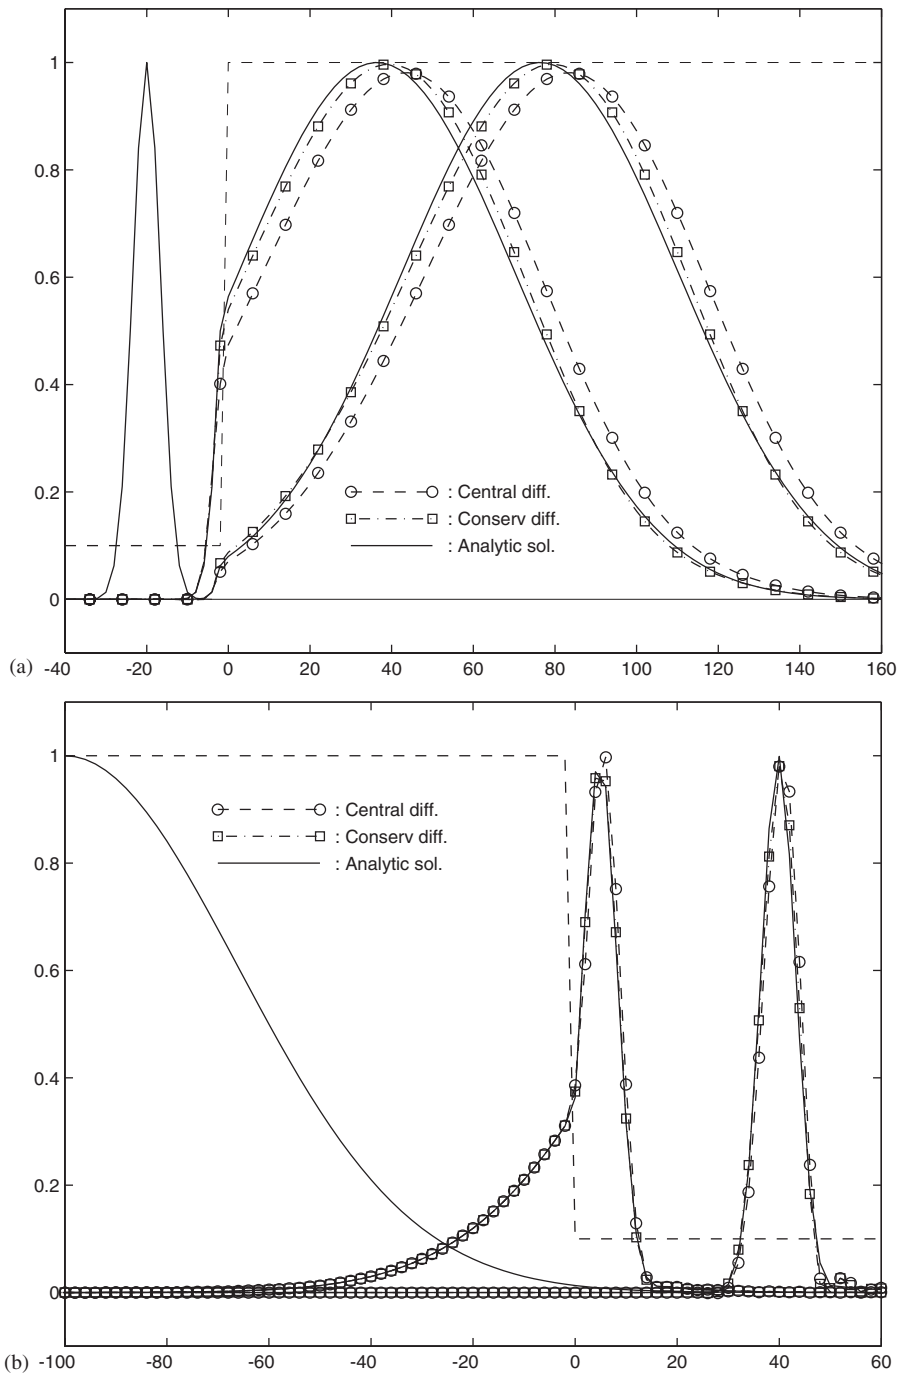 1
0.8
0.6
0.4
: Central diff.
0.2
: Conserv diff.
: Analytic sol.
0
(a) -40 -20 0 20 40 60 80 100 120 140 160
1
: Central diff.
: Conserv diff.
: Analytic sol.
0.8
0.6
0.4
0.2
0
(b) -100 -80 -60 -40 -20 0 20 40 60